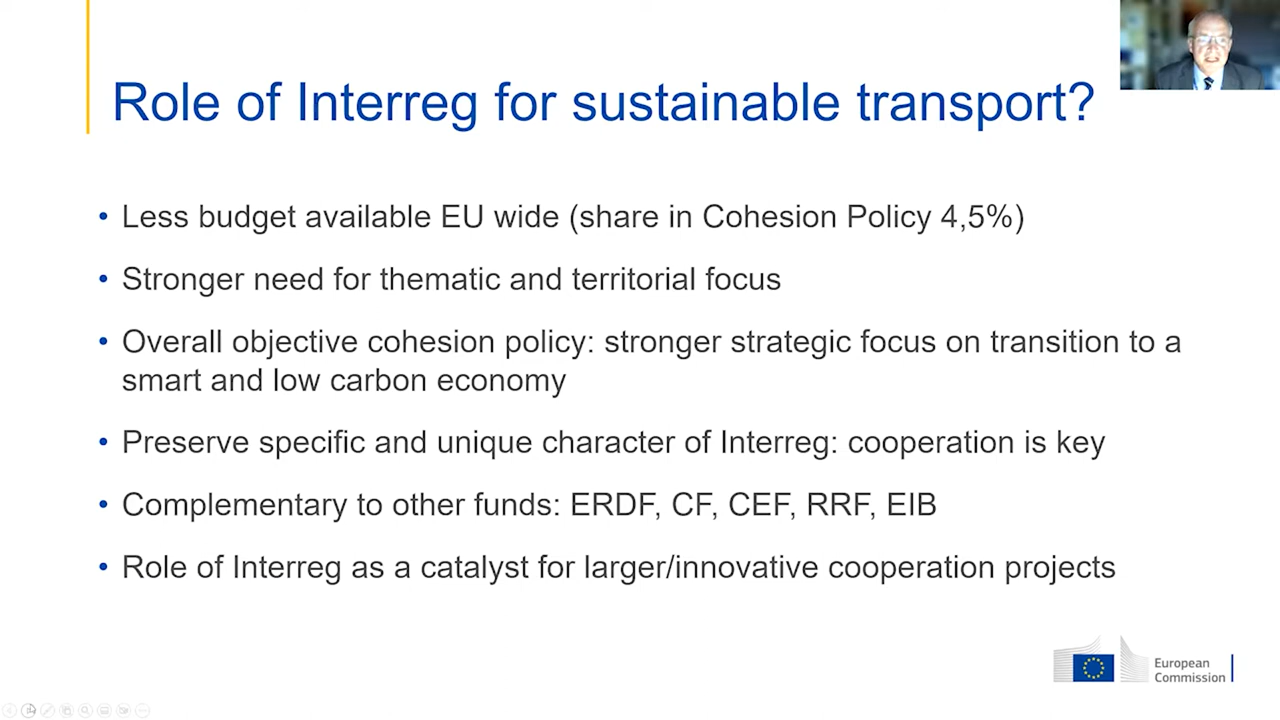 Role of Interreg for sustainable transport?
• Less budget available EU wide (share in Cohesion Policy 4,5%)
• Stronger need for thematic and territorial focus
• Overall objective cohesion policy: stronger strategic focus on transition to a
smart and low carbon economy
• Preserve specific and unique character of Interreg: cooperation is key
• Complementary to other funds: ERDF, CF, CEF, RRF, EIB
• Role of Interreg as a catalyst for larger/innovative cooperation projects
European
Commission